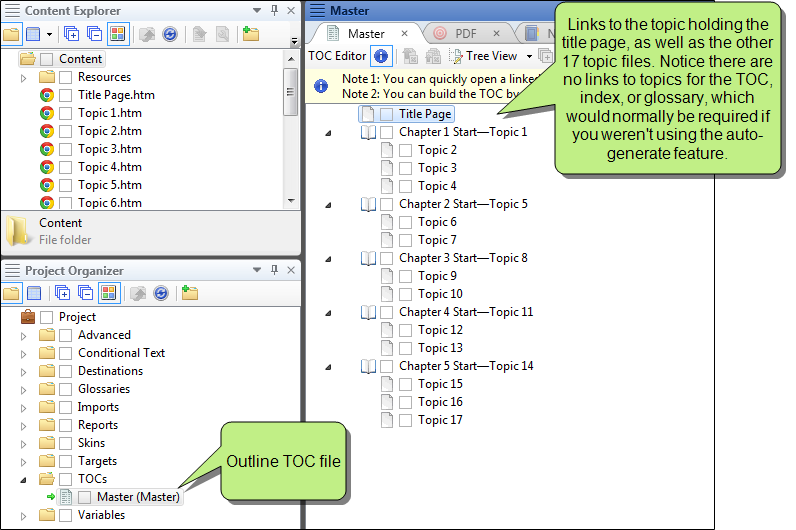 Content Explorer
Content
Resources
Title Page.htm
Topic 1.htm
Topic 2.htm
Topic 3.htm
Topic 4.htm
Topic 5.htm
Topic 6.htm
Content
File folder
Project Organizer
Project
Advanced
Conditional Text
Destinations
Glossaries
Imports
Reports
Skins
Targets
TOCs
Master (Master)
Variables
Outline TOC file
Master
Master
PDF
N
TOC Editor
Tree View
Note 1: You can quickly open a linked
Note 2: You can build the TOC by
Title Page
Chapter 1 Start—Topic 1
Topic 2
Topic 3
Topic 4
Chapter 2 Start—Topic 5
Topic 6
Topic 7
Chapter 3 Start—Topic 8
Topic 9
Topic 10
Chapter 4 Start—Topic 11
Topic 12
Topic 13
Chapter 5 Start—Topic 14
Topic 15
Topic 16
Topic 17
Links to the topic holding the
title page, as well as the other
17 topic files. Notice there are
no links to topics for the TOC,
index, or glossary, which
would normally be required if
you weren't using the auto-
generate feature.